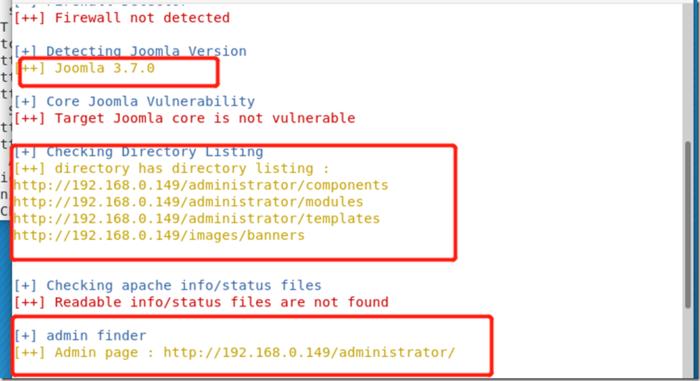 [++] Firewall not detected
[+] Detecting Joomla Version
[++] Joomla 3.7.0
[+] Core Joomla Vulnerability
[++] Target Joomla core is not vulnerable
[+] Checking Directory Listing
[++] directory has directory listing :
http://192.168.0.149/administrator/components
http://192.168.0.149/administrator/modules
http://192.168.0.149/administrator/templates
http://192.168.0.149/images/banners
[+] Checking apache info/status files
[++] Readable info/status files are not found
[+] admin finder
[++] Admin page : http://192.168.0.149/administrator/